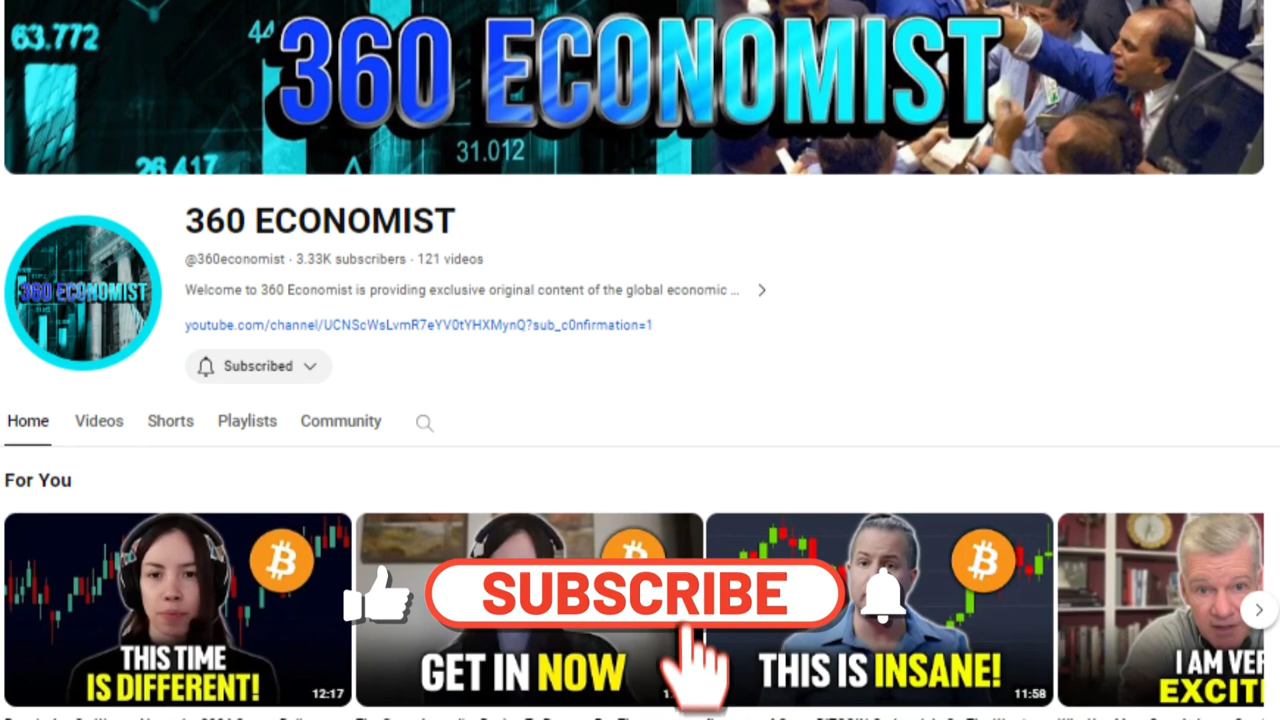 63.772
44
360 ECONOMIST
26.417
31.012
360 ECONOMIST
360 ECONOMIST
@360economist · 3.33K subscribers · 121 videos
Welcome to 360 Economist is providing exclusive original content of the global economic ...
youtube.com/channel/UCNScWsLvmR7eYV0tYHXMynQ?sub_c0nfirmation=1
Subscribed
Home Videos Shorts Playlists Community
For You
SUBSCRIBE
THIS TIME
IS DIFFERENT!
12:17
GET IN NOW
THIS IS INSANE!
11:58
I AM VER
EXCITI